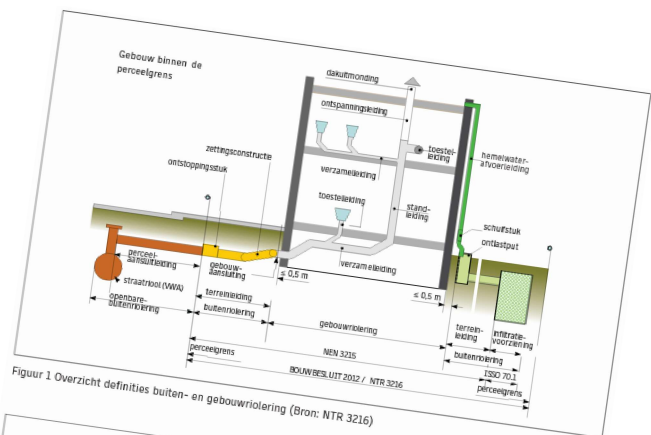 Gebouw binnen de
perceelgrens
dakuitmonding
ontspanningsleiding
zettingsconstructie
ontstoppingsstuk
toestel-
leiding
hemelwater-
afvoerleiding
verzamelleiding
toestelleiding
stand-
leiding
schuifstuk
ontlastput
perceel-
aansluitleiding
gebouw-
aansluiting
verzamelleiding
≤ 0,5 m
≤ 0,5 m
straatriool (VWA)
openbare-
buitenriolering
terreinleiding
buitenriolering
gebouwriolering
terrein-
leiding
infiltratie-
voorziening
buitenriolering
perceelgrens
NEN 3215
ISSO 70.1
BOUWBESLUIT 2012 / NTR 3216
perceelgrens
Figuur 1 Overzicht definities buiten- en gebouwriolering (Bron: NTR 3216)